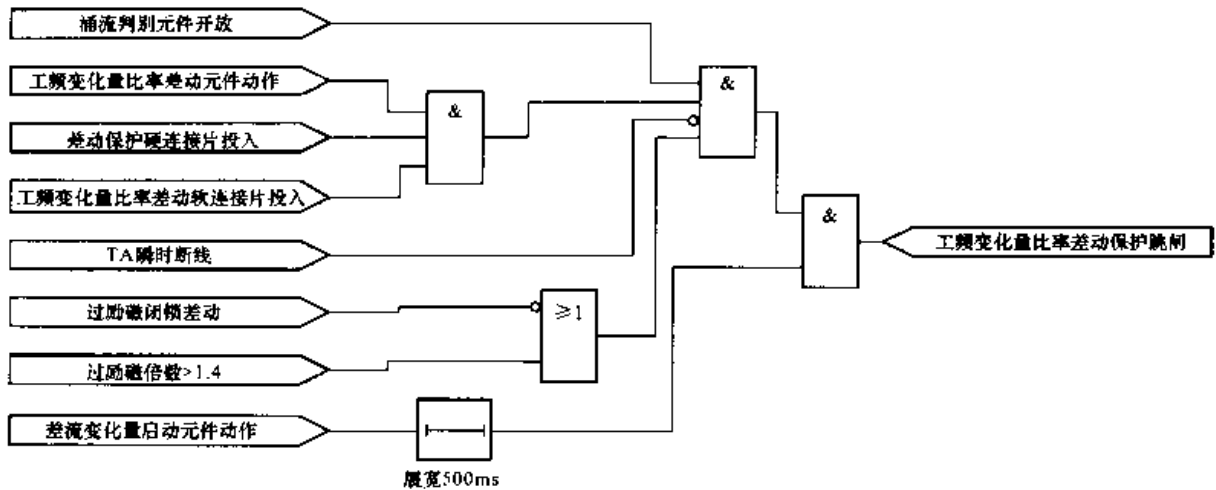 涌流判别元件开放
工频变化量比率差动元件动作
差动保护硬连接片投入
工频变化量比率差动软连接片投入
TA瞬时断线
过励磁闭锁差动
过励磁倍数>1.4
差流变化量启动元件动作
&
&
≥1
&
工频变化量比率差动保护跳闸
展宽500ms